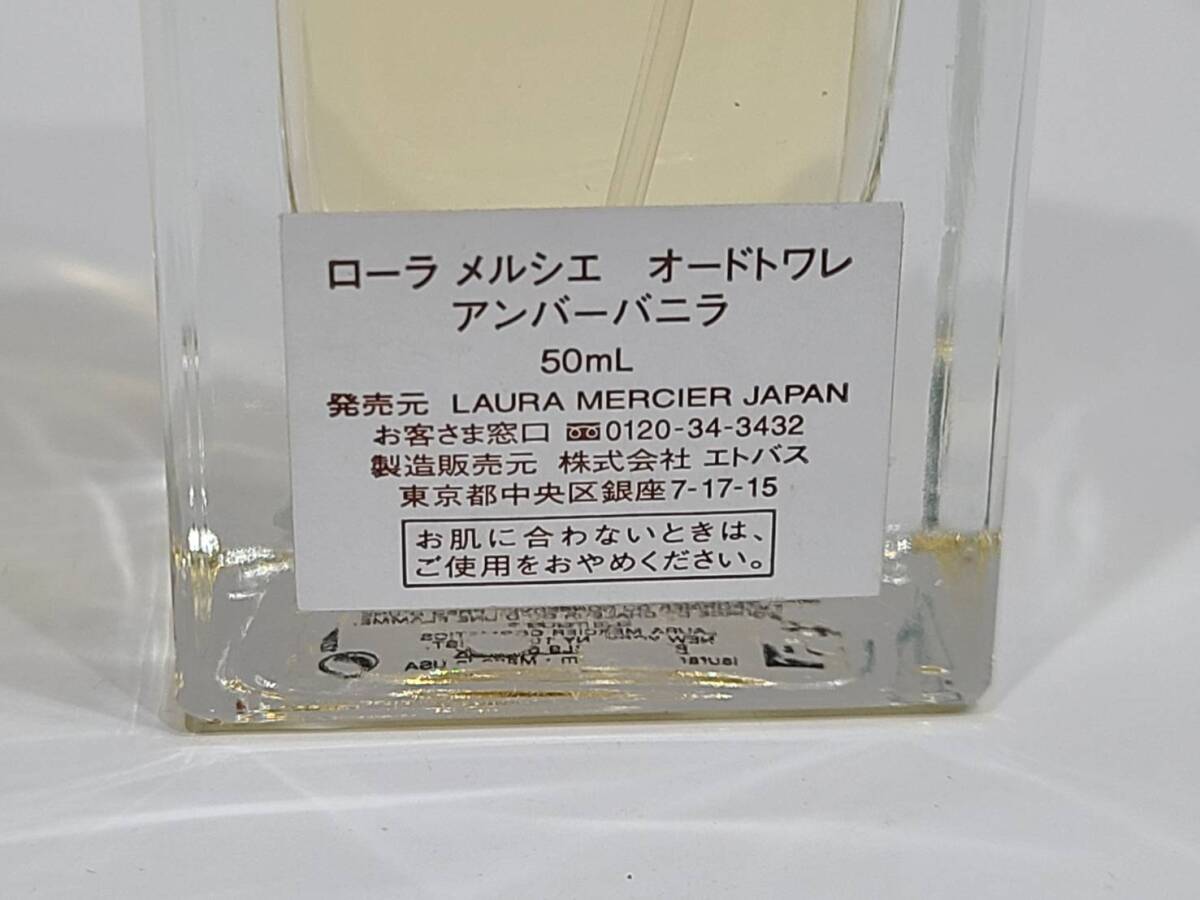 ローラ メルシエ　オードトワレ
アンバーバニラ
50mL
発売元 LAURA MERCIER JAPAN
お客さま窓口 0120-34-3432
製造販売元 株式会社 エトバス
東京都中央区銀座7-17-15
お肌に合わないときは、
ご使用をおやめください。
USA